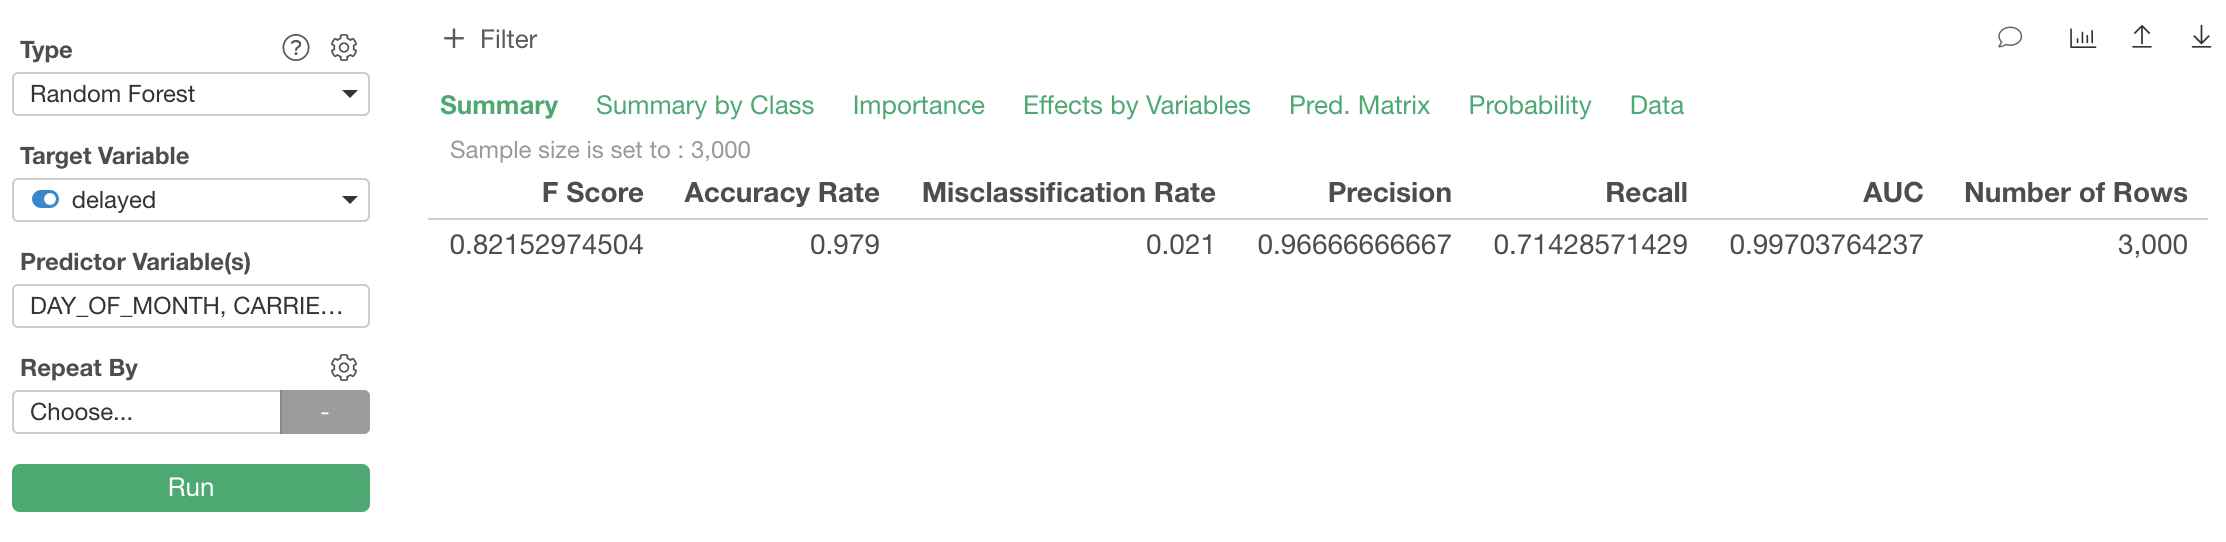 Type
Random Forest
Target Variable
delayed
Predictor Variable(s)
DAY_OF_MONTH, CARRIE...
Repeat By
Choose... -
Run
+ Filter
Summary Summary by Class Importance Effects by Variables Pred. Matrix Probability Data
Sample size is set to : 3,000
F Score Accuracy Rate Misclassification Rate Precision Recall AUC Number of Rows
0.82152974504 0.979 0.021 0.96666666667 0.71428571429 0.99703764237 3,000